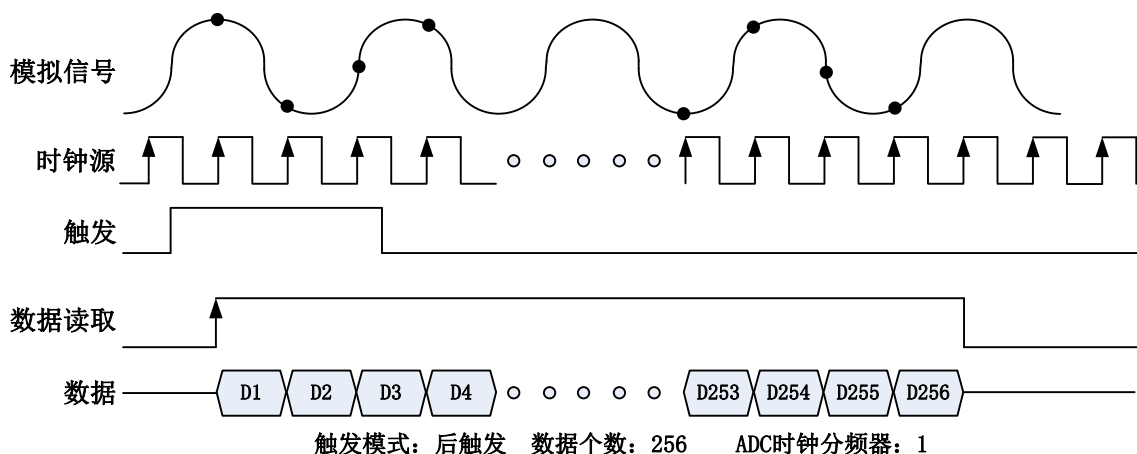 模拟信号
时钟源
触发
数据读取
数据 D1 D2 D3 D4 D253 D254 D255 D256
触发模式：后触发 数据个数：256 ADC时钟分频器：1